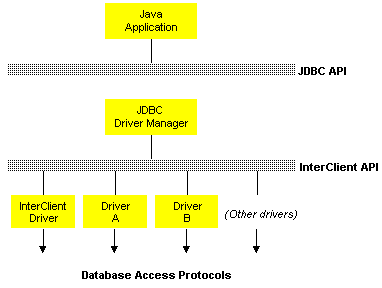 Java
Application
JDBC API
JDBC
Driver Manager
InterClient API
InterClient
Driver
Driver
A
Driver
B
(Other drivers)
Database Access Protocols